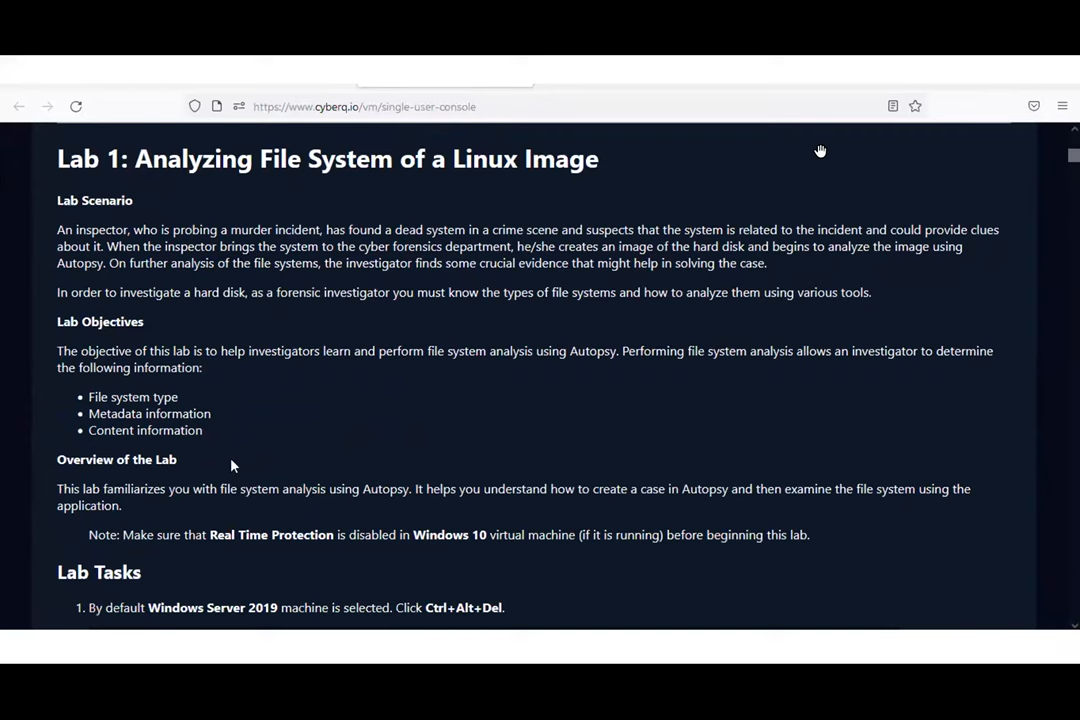 https://www.cyberq.io/vm/single-user-console
Lab 1: Analyzing File System of a Linux Image
Lab Scenario
An inspector, who is probing a murder incident, has found a dead system in a crime scene and suspects that the system is related to the incident and could provide clues
about it. When the inspector brings the system to the cyber forensics department, he/she creates an image of the hard disk and begins to analyze the image using
Autopsy. On further analysis of the file systems, the investigator finds some crucial evidence that might help in solving the case.
In order to investigate a hard disk, as a forensic investigator you must know the types of file systems and how to analyze them using various tools.
Lab Objectives
The objective of this lab is to help investigators learn and perform file system analysis using Autopsy. Performing file system analysis allows an investigator to determine
the following information:
• File system type
• Metadata information
• Content information
Overview of the Lab
This lab familiarizes you with file system analysis using Autopsy. It helps you understand how to create a case in Autopsy and then examine the file system using the
application.
Note: Make sure that Real Time Protection is disabled in Windows 10 virtual machine (if it is running) before beginning this lab.
Lab Tasks
1. By default Windows Server 2019 machine is selected. Click Ctrl+Alt+Del.